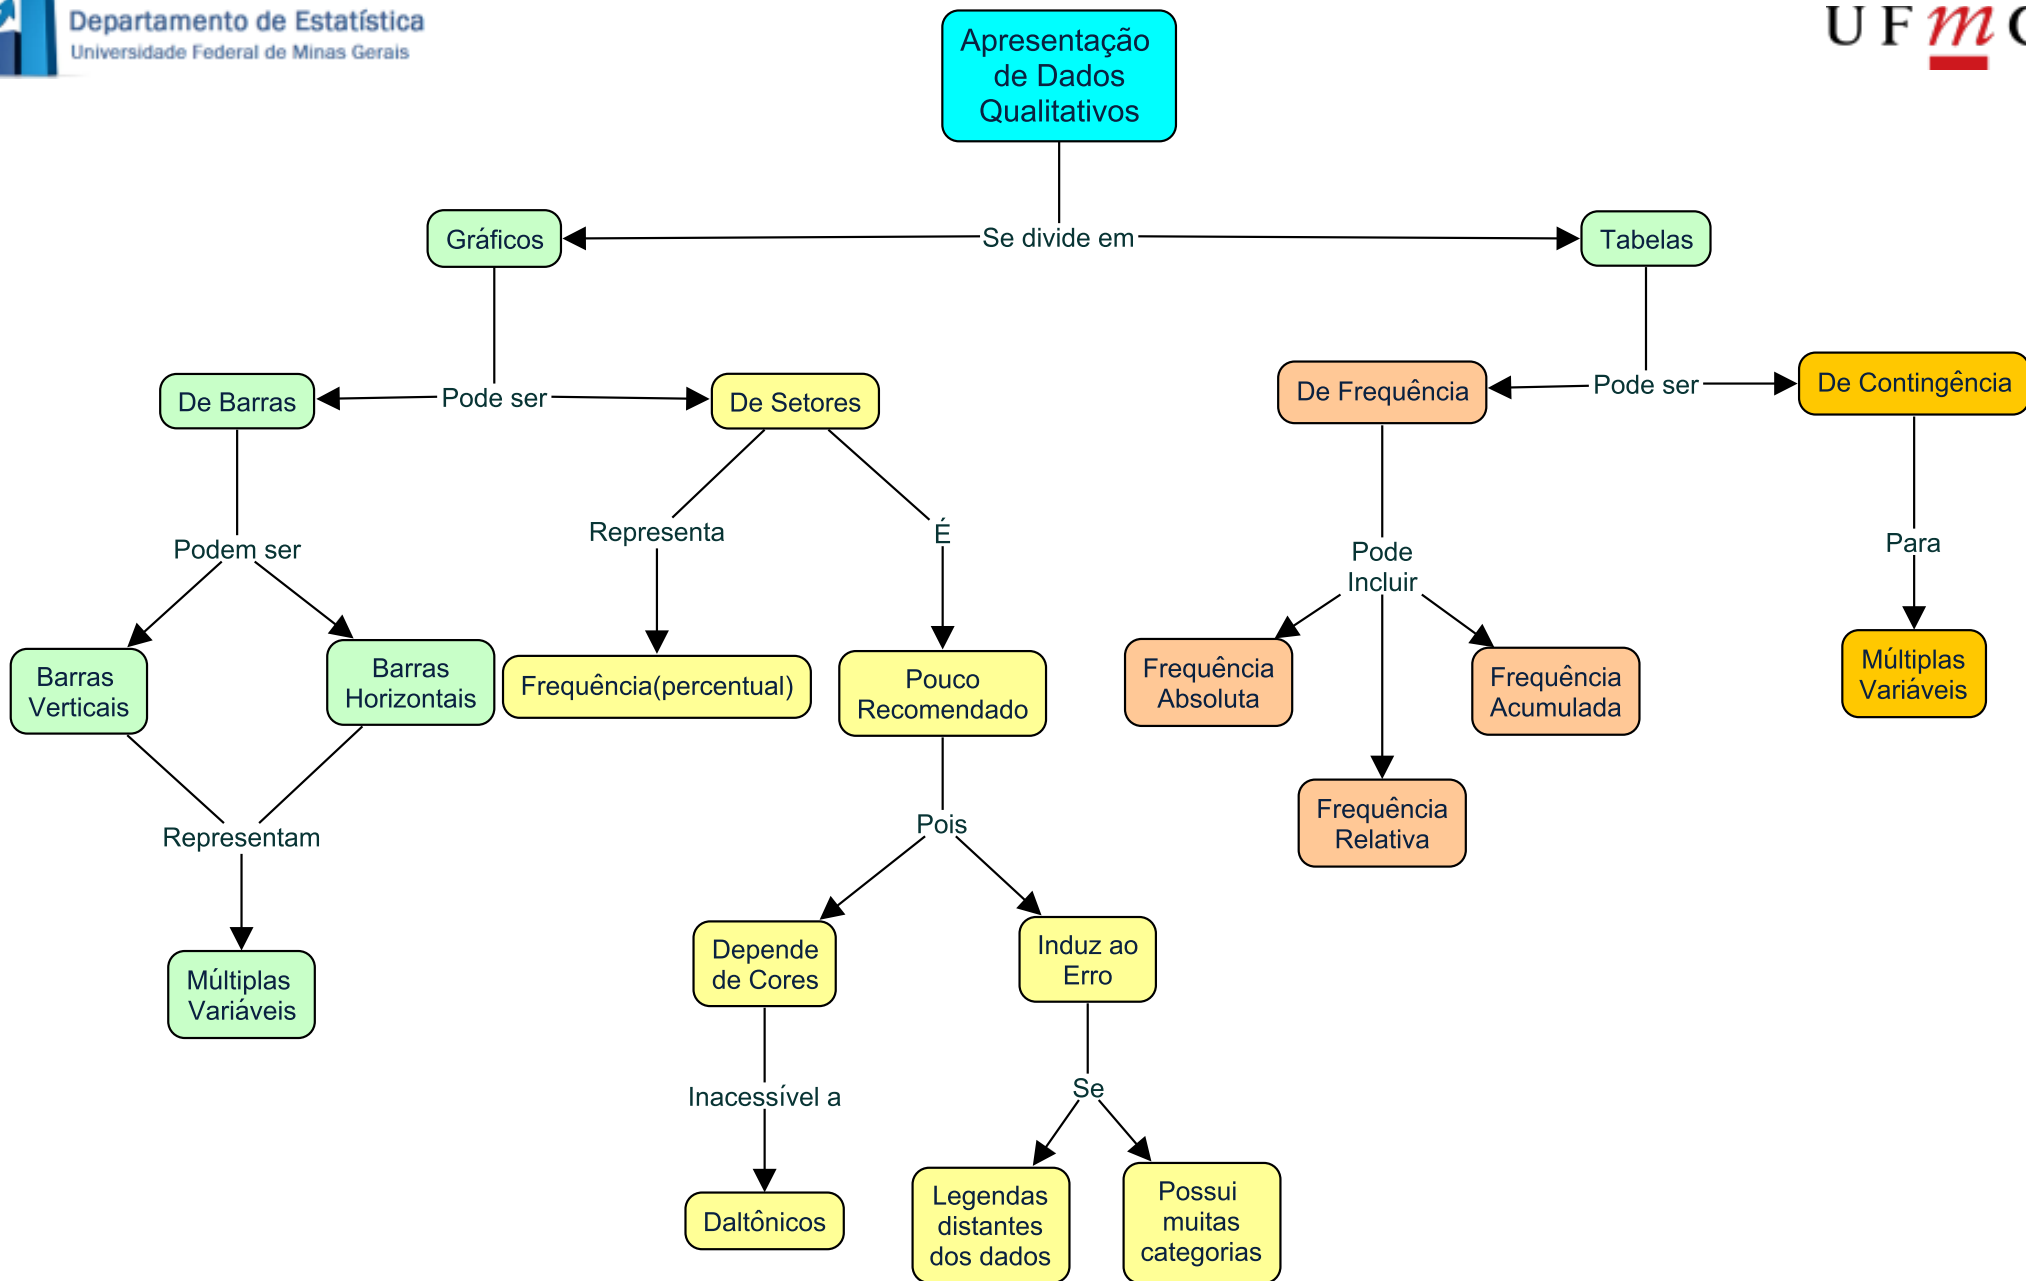 Departamento de Estatística
Universidade Federal de Minas Gerais
UFm
Apresentação
de Dados
Qualitativos
Se divide em
Gráficos
Tabelas
Pode ser
De Barras
De Setores
Pode ser
De Frequência
De Contingência
Podem ser
Representa
É
Pode
Incluir
Para
Barras
Verticais
Barras
Horizontais
Frequência(percentual)
Pouco
Recomendado
Frequência
Absoluta
Frequência
Acumulada
Múltiplas
Variáveis
Frequência
Relativa
Representam
Pois
Múltiplas
Variáveis
Depende
de Cores
Induz ao
Erro
Inacessível a
Se
Daltônicos
Legendas
distantes
dos dados
Possui
muitas
categorias